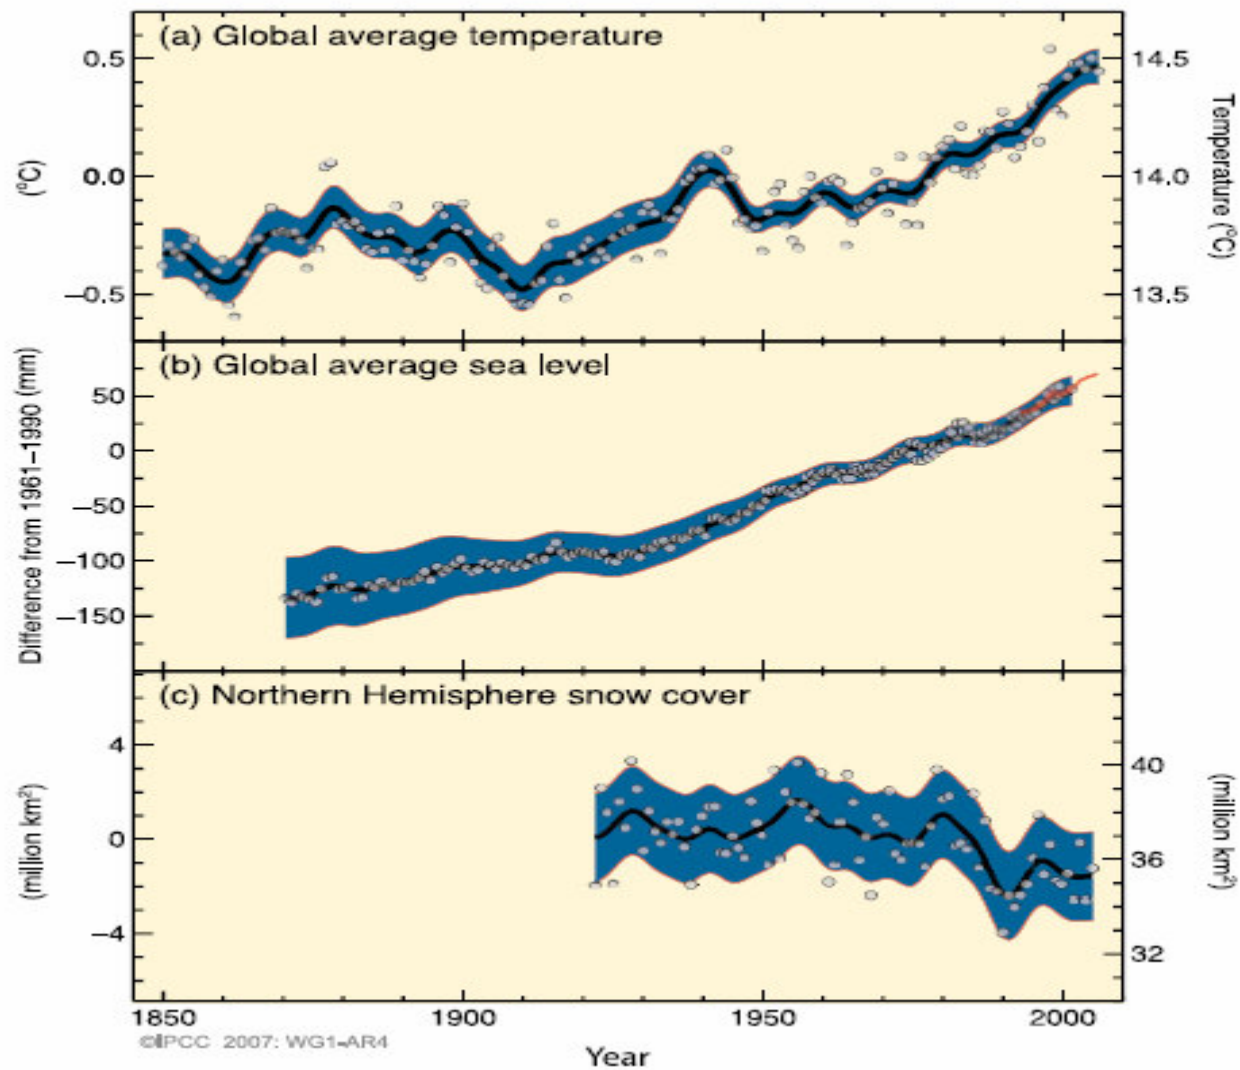 (a) Global average temperature
0.5
0.0
−0.5
(°C)
14.5
14.0
13.5
Temperature (°C)
(b) Global average sea level
50
0
−50
−100
−150
Difference from 1961–1990 (mm)
(c) Northern Hemisphere snow cover
4
0
−4
(million km²)
40
36
32
(million km²)
1850
1900
1950
2000
©IPCC 2007: WG1-AR4
Year